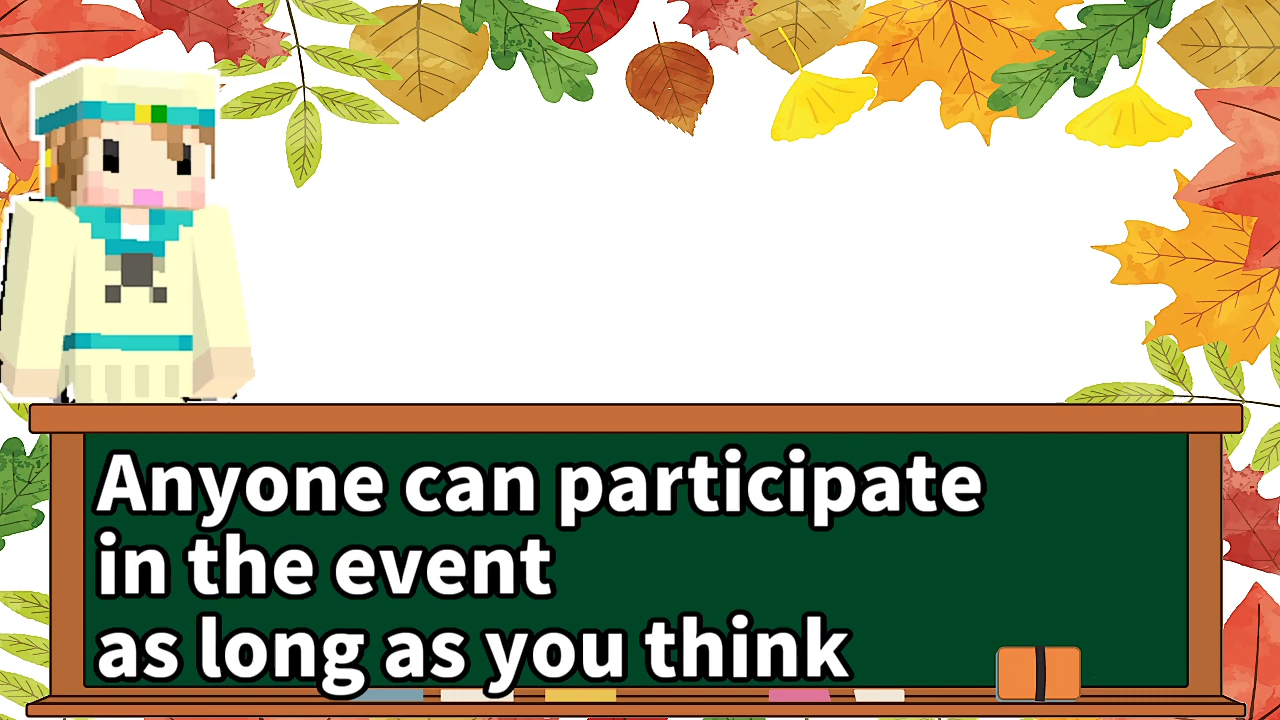 Anyone can participate
in the event
as long as you think